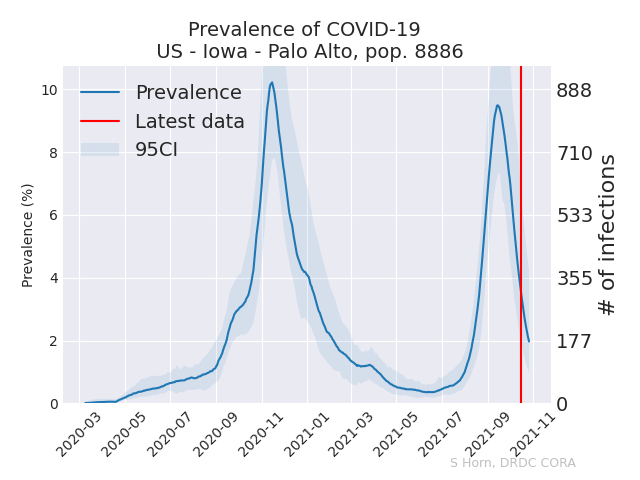 Prevalence of COVID-19
US - Iowa - Palo Alto, pop. 8886
Prevalence
Latest data
95CI
Prevalence (%)
10
8
6
4
2
0
888
710
533
355
177
0
# of infections
2020-03
2020-05
2020-07
2020-09
2020-11
2021-01
2021-03
2021-05
2021-07
2021-09
2021-11
S Horn, DRDC CORA